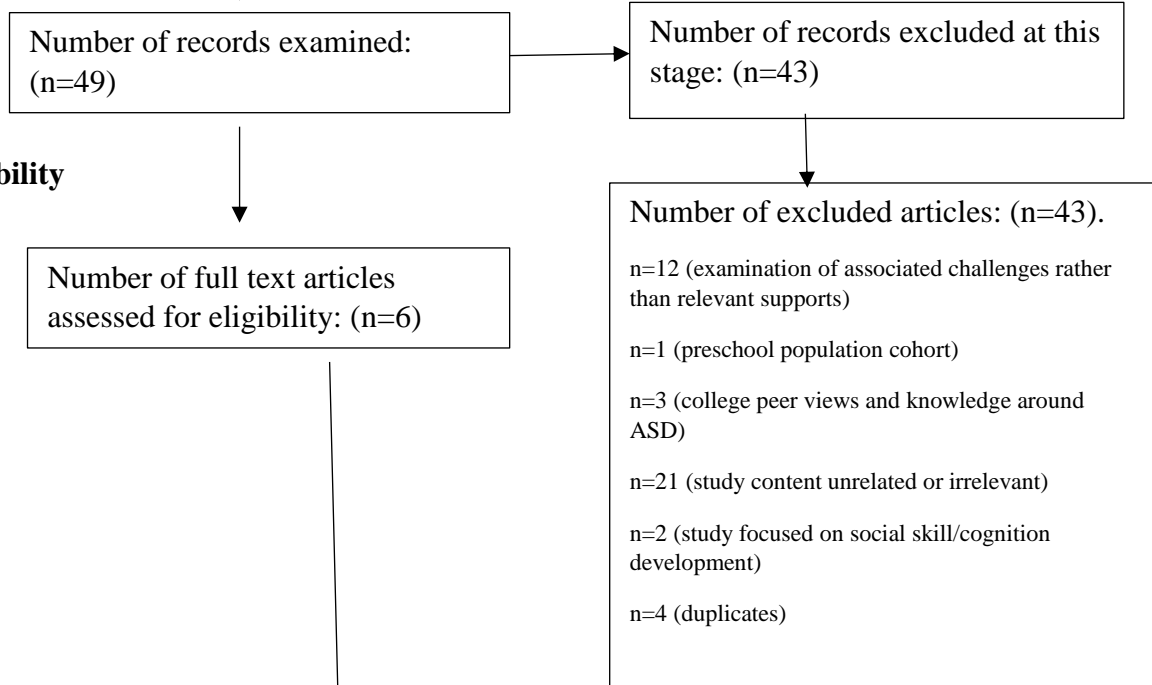 Number of records examined:
(n=49)
Number of records excluded at this
stage: (n=43)
bility
Number of full text articles
assessed for eligibility: (n=6)
Number of excluded articles: (n=43).
n=12 (examination of associated challenges rather
than relevant supports)
n=1 (preschool population cohort)
n=3 (college peer views and knowledge around
ASD)
n=21 (study content unrelated or irrelevant)
n=2 (study focused on social skill/cognition
development)
n=4 (duplicates)